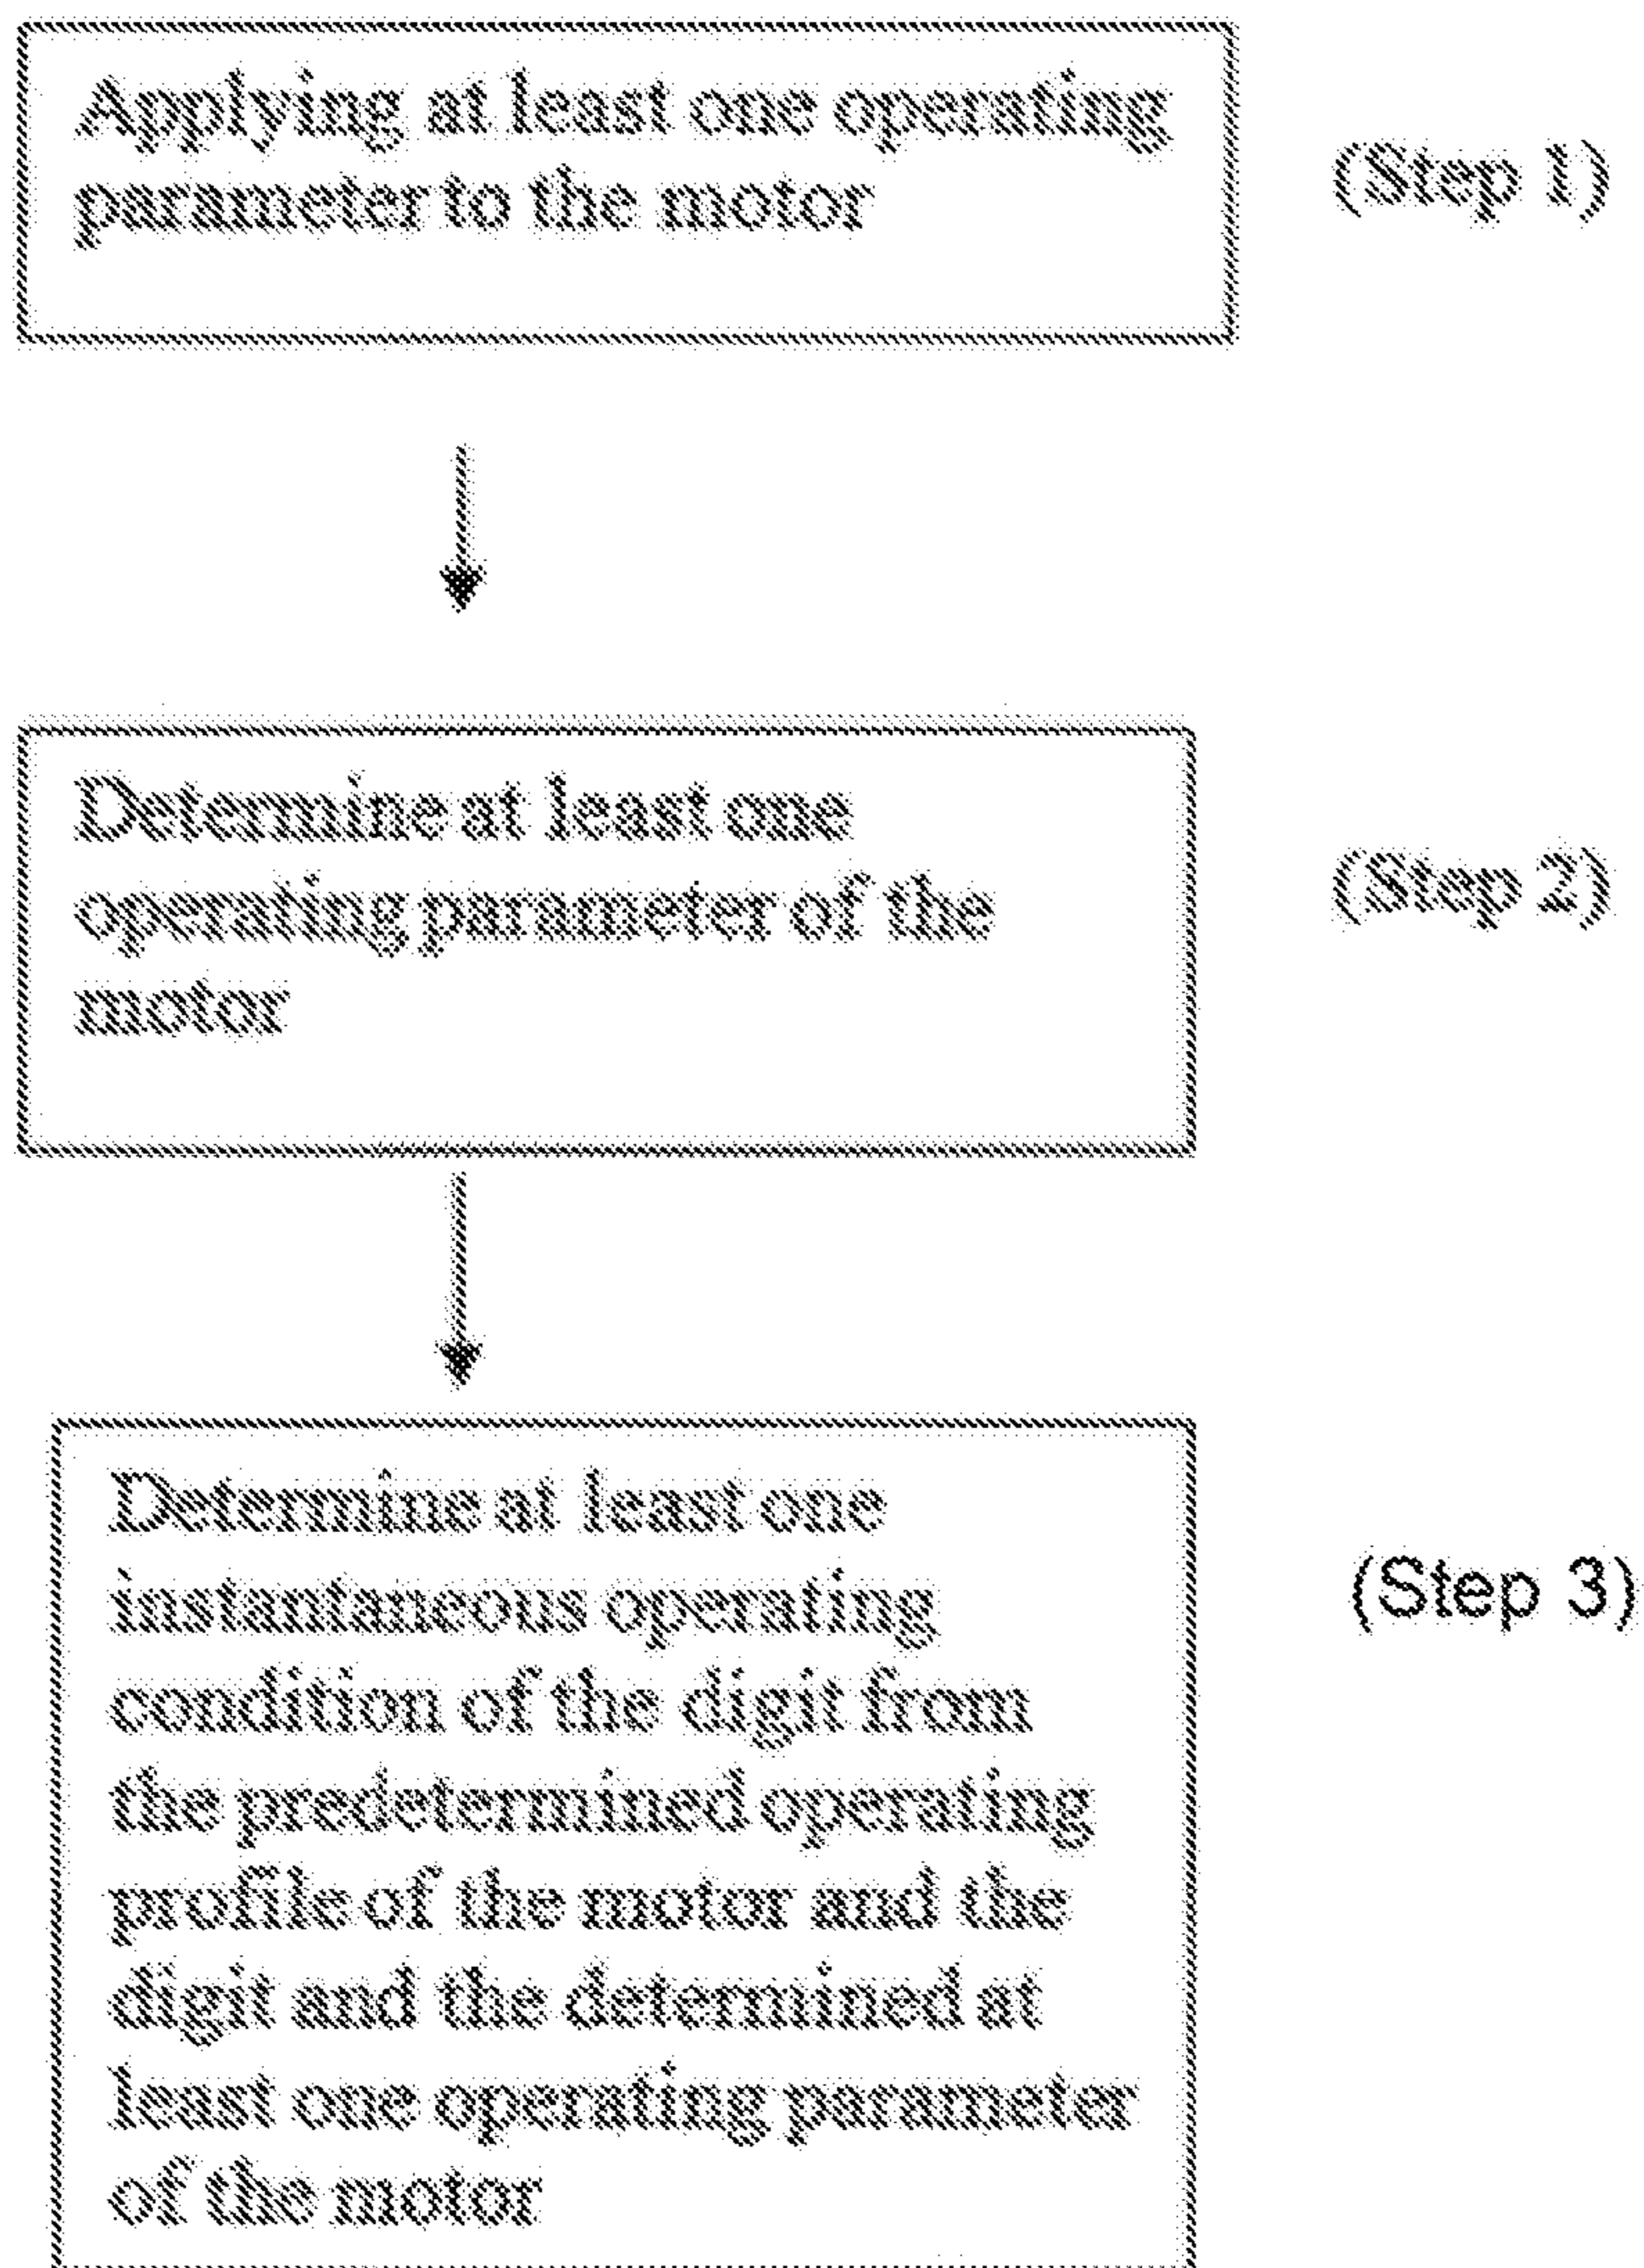 Applying at least one operating
parameter to the motor
(Step 1)
Determine at least one
operating parameter of the
motor
(Step 2)
Determine at least one
instantaneous operating
condition of the digit from
the predetermined operating
profile of the motor and the
digit and the determined at
least one operating parameter
of the motor
(Step 3)